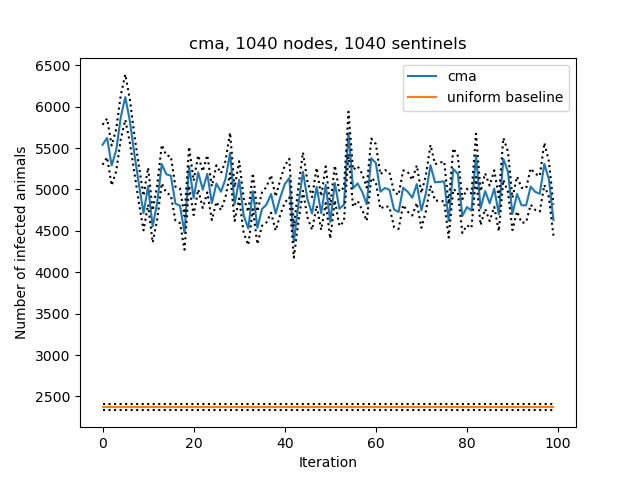 cma, 1040 nodes, 1040 sentinels
cma
uniform baseline
Number of infected animals
6500
6000
5500
5000
4500
4000
3500
3000
2500
0 20 40 60 80 100
Iteration